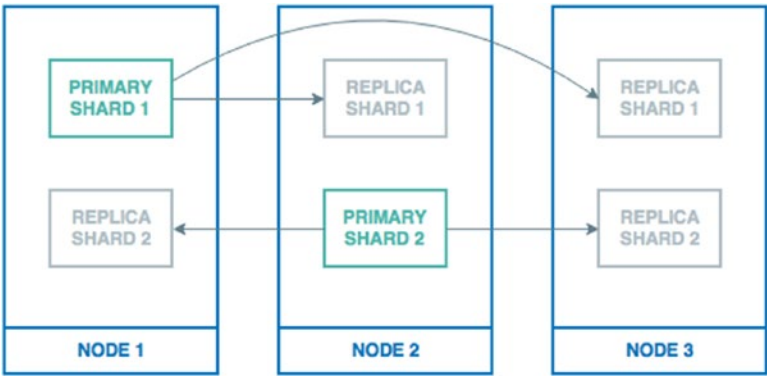 PRIMARY
SHARD 1
REPLICA
SHARD 1
REPLICA
SHARD 1
REPLICA
SHARD 2
PRIMARY
SHARD 2
REPLICA
SHARD 2
NODE 1
NODE 2
NODE 3